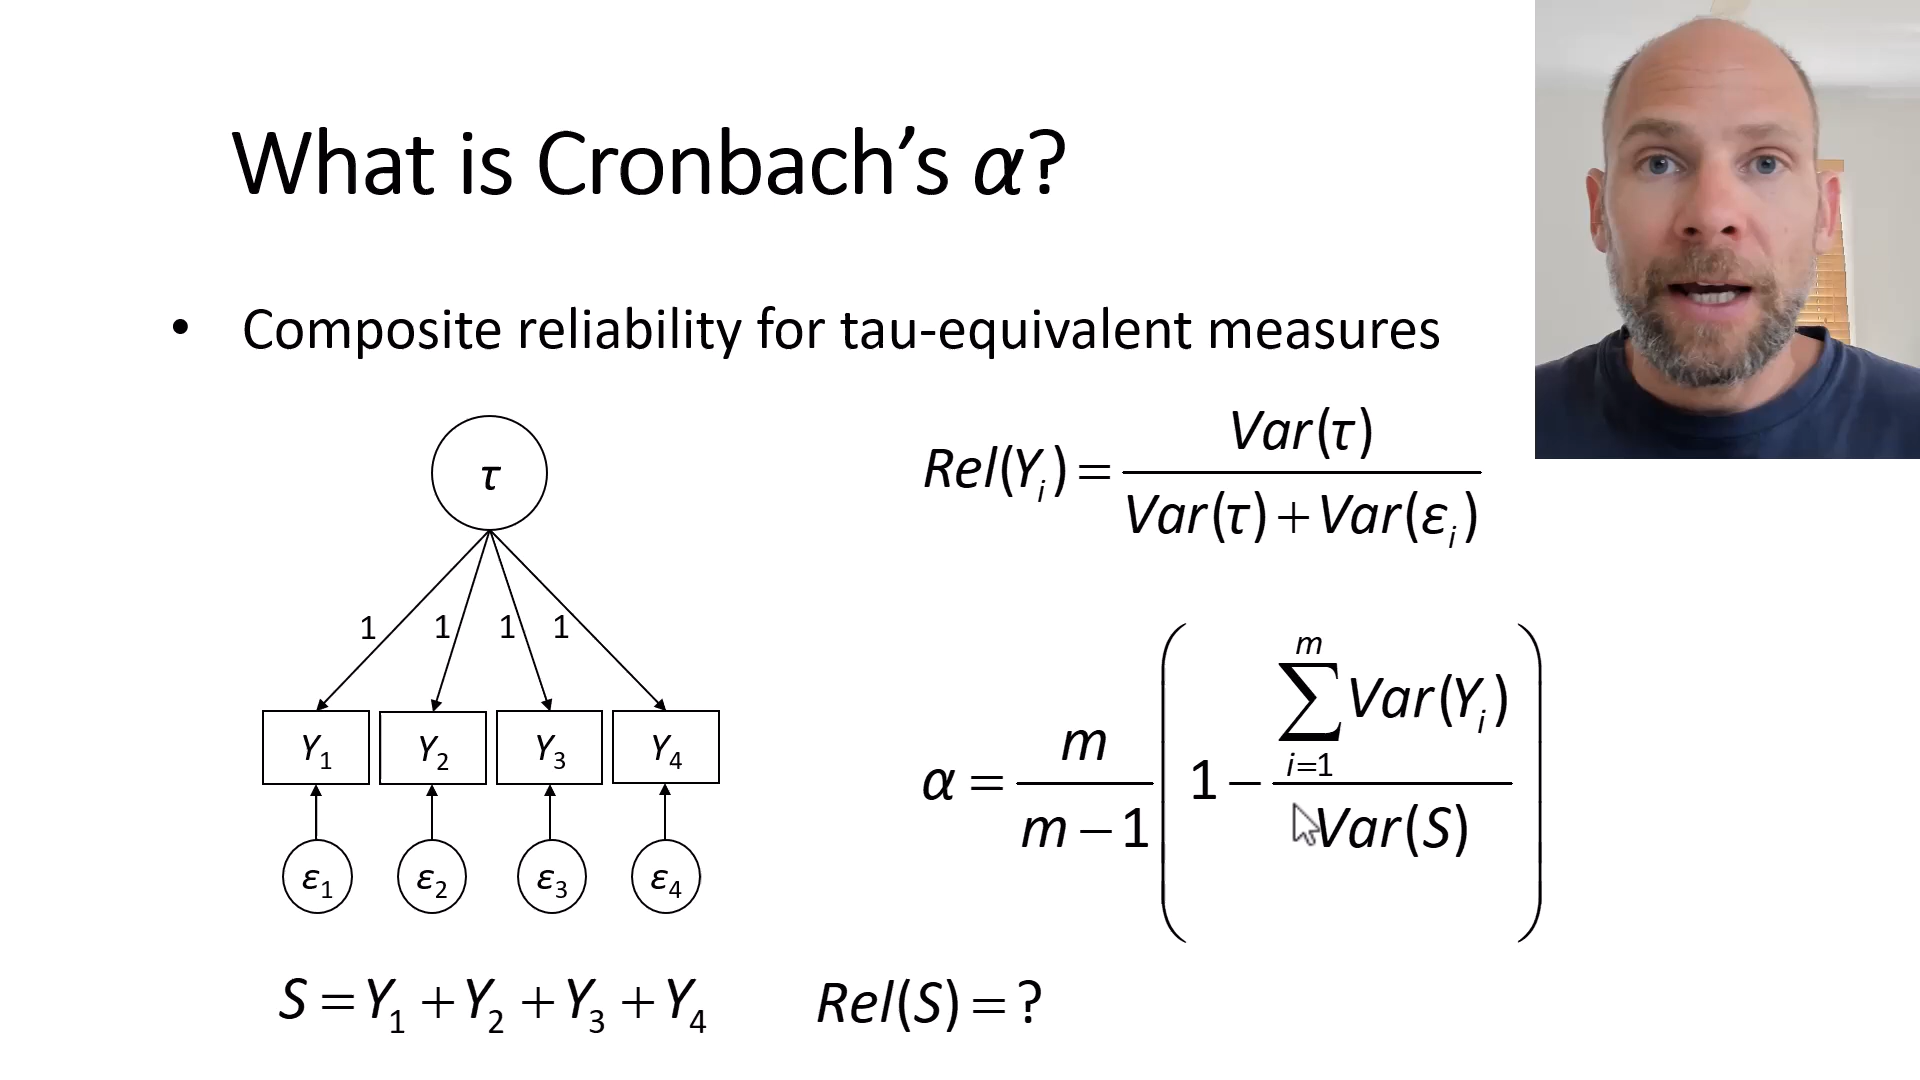 What is Cronbach’s α?
• Composite reliability for tau-equivalent measures
τ
1 1 1 1
Y1 Y2 Y3 Y4
ε1 ε2 ε3 ε4
S = Y1 + Y2 + Y3 + Y4
Rel(Yi) = Var(τ) / Var(τ) + Var(εi)
α = m / m − 1 ( 1 − m ∑ i=1 Var(Yi) / Var(S) )
Rel(S) = ?